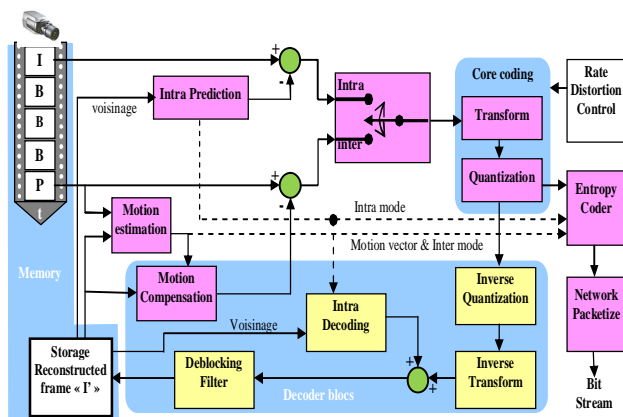 I
B
B
B
P
t
Memory
voisinage
Intra Prediction
+
-
+
-
Intra
inter
Core coding
Transform
Quantization
Rate
Distortion
Control
Entropy
Coder
Network
Packetize
Bit
Stream
Intra mode
Motion vector & Inter mode
Motion
estimation
Motion
Compensation
Voisinage
Intra
Decoding
Inverse
Quantization
Inverse
Transform
+
+
Deblocking
Filter
Decoder blocs
Storage
Reconstructed
frame « I' »